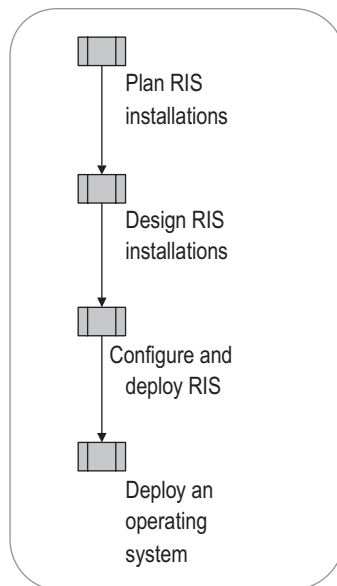 Plan RIS
installations
Design RIS
installations
Configure and
deploy RIS
Deploy an
operating
system